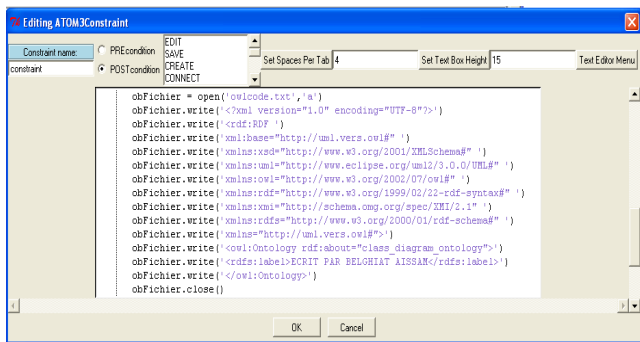 Editing ATOM3Constraint
Constraint name:
constraint
PREcondition
POSTcondition
EDIT
SAVE
CREATE
CONNECT
Set Spaces Per Tab 4
Set Text Box Height 15
Text Editor Menu
obFichier = open('owlcode.txt','a')
obFichier.write('<?xml version="1.0" encoding="UTF-8"?>')
obFichier.write('<rdf:RDF ')
obFichier.write('xml:base="http://uml.vers.owl#" ')
obFichier.write('xmlns:xsd="http://www.w3.org/2001/XMLSchema#" ')
obFichier.write('xmlns:uml="http://www.eclipse.org/uml2/3.0.0/UML#" ')
obFichier.write('xmlns:owl="http://www.w3.org/2002/07/owl#" ')
obFichier.write('xmlns:rdf="http://www.w3.org/1999/02/22-rdf-syntax#" ')
obFichier.write('xmlns:xmi="http://schema.omg.org/spec/XMI/2.1" ')
obFichier.write('xmlns:rdfs="http://www.w3.org/2000/01/rdf-schema#" ')
obFichier.write('xmlns="http://uml.vers.owl#">')
obFichier.write('<owl:Ontology rdf:about="class_diagram_ontology">')
obFichier.write('<rdfs:label>ECRIT PAR BELGHIAT AISSAM</rdfs:label>')
obFichier.write('</owl:Ontology>')
obFichier.close()
OK
Cancel